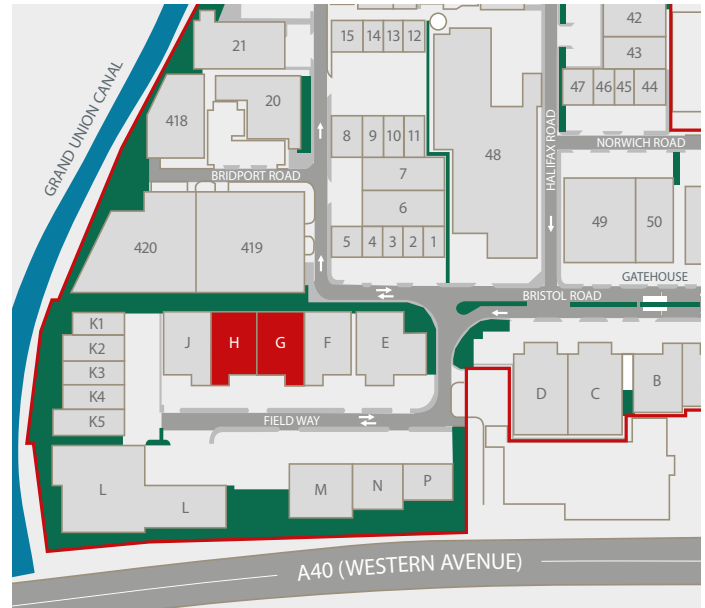 42
21
15 14 13 12
43
GRAND UNION CANAL
20
47 46 45 44
418
8 9 10 11
48
HALIFAX ROAD
NORWICH ROAD
7
BRIDPORT ROAD
6
49 50
420 419
5 4 3 2 1
GATEHOUSE
BRISTOL ROAD
K1
K2
J H G F E
K3
K4
D C B
K5
FIELD WAY
L
M N P
L
A40 (WESTERN AVENUE)